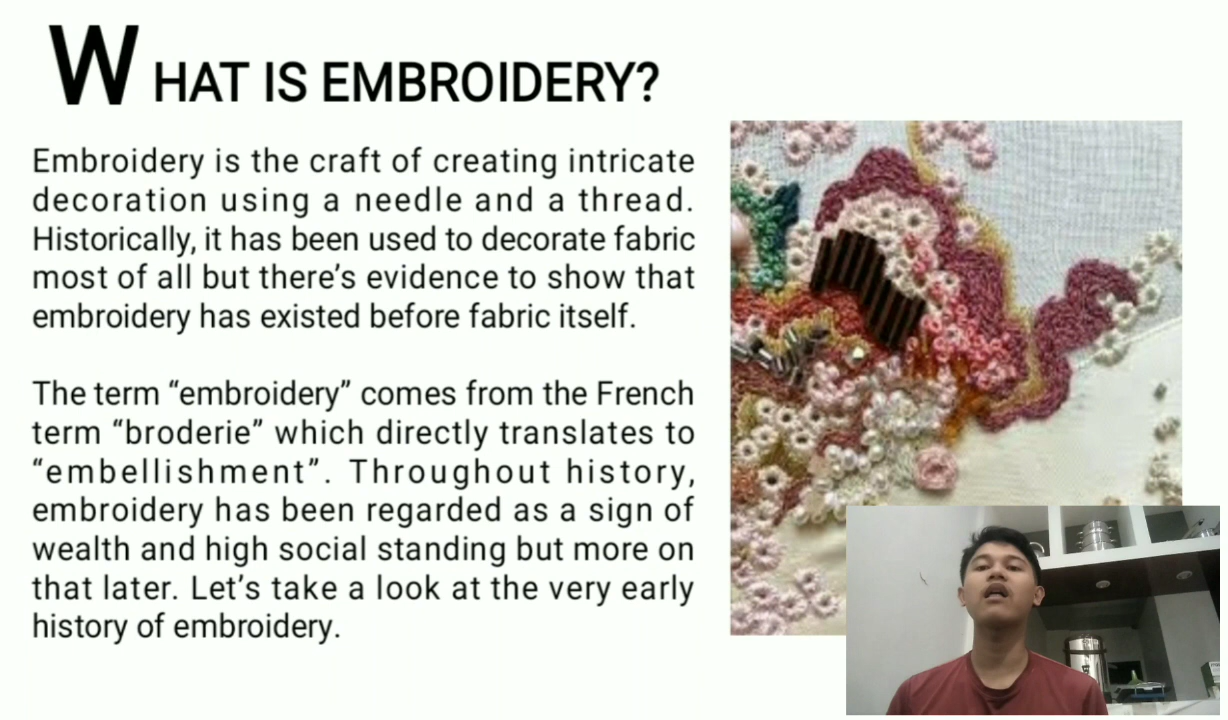 WHAT IS EMBROIDERY?
Embroidery is the craft of creating intricate
decoration using a needle and a thread.
Historically, it has been used to decorate fabric
most of all but there’s evidence to show that
embroidery has existed before fabric itself.
The term “embroidery” comes from the French
term “broderie” which directly translates to
“embellishment”. Throughout history,
embroidery has been regarded as a sign of
wealth and high social standing but more on
that later. Let’s take a look at the very early
history of embroidery.